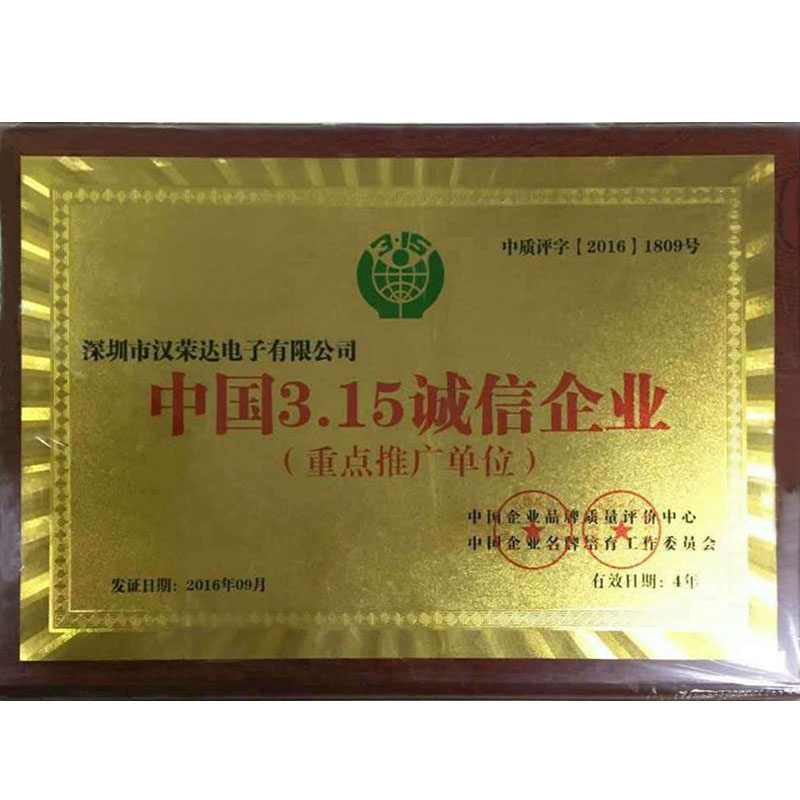 3·15
中质评字【2016】1809号
深圳市汉荣达电子有限公司
中国3.15诚信企业
（重点推广单位）
中国企业品牌质量评价中心
中国企业名牌培育工作委员会
发证日期：2016年09月
有效日期：4年